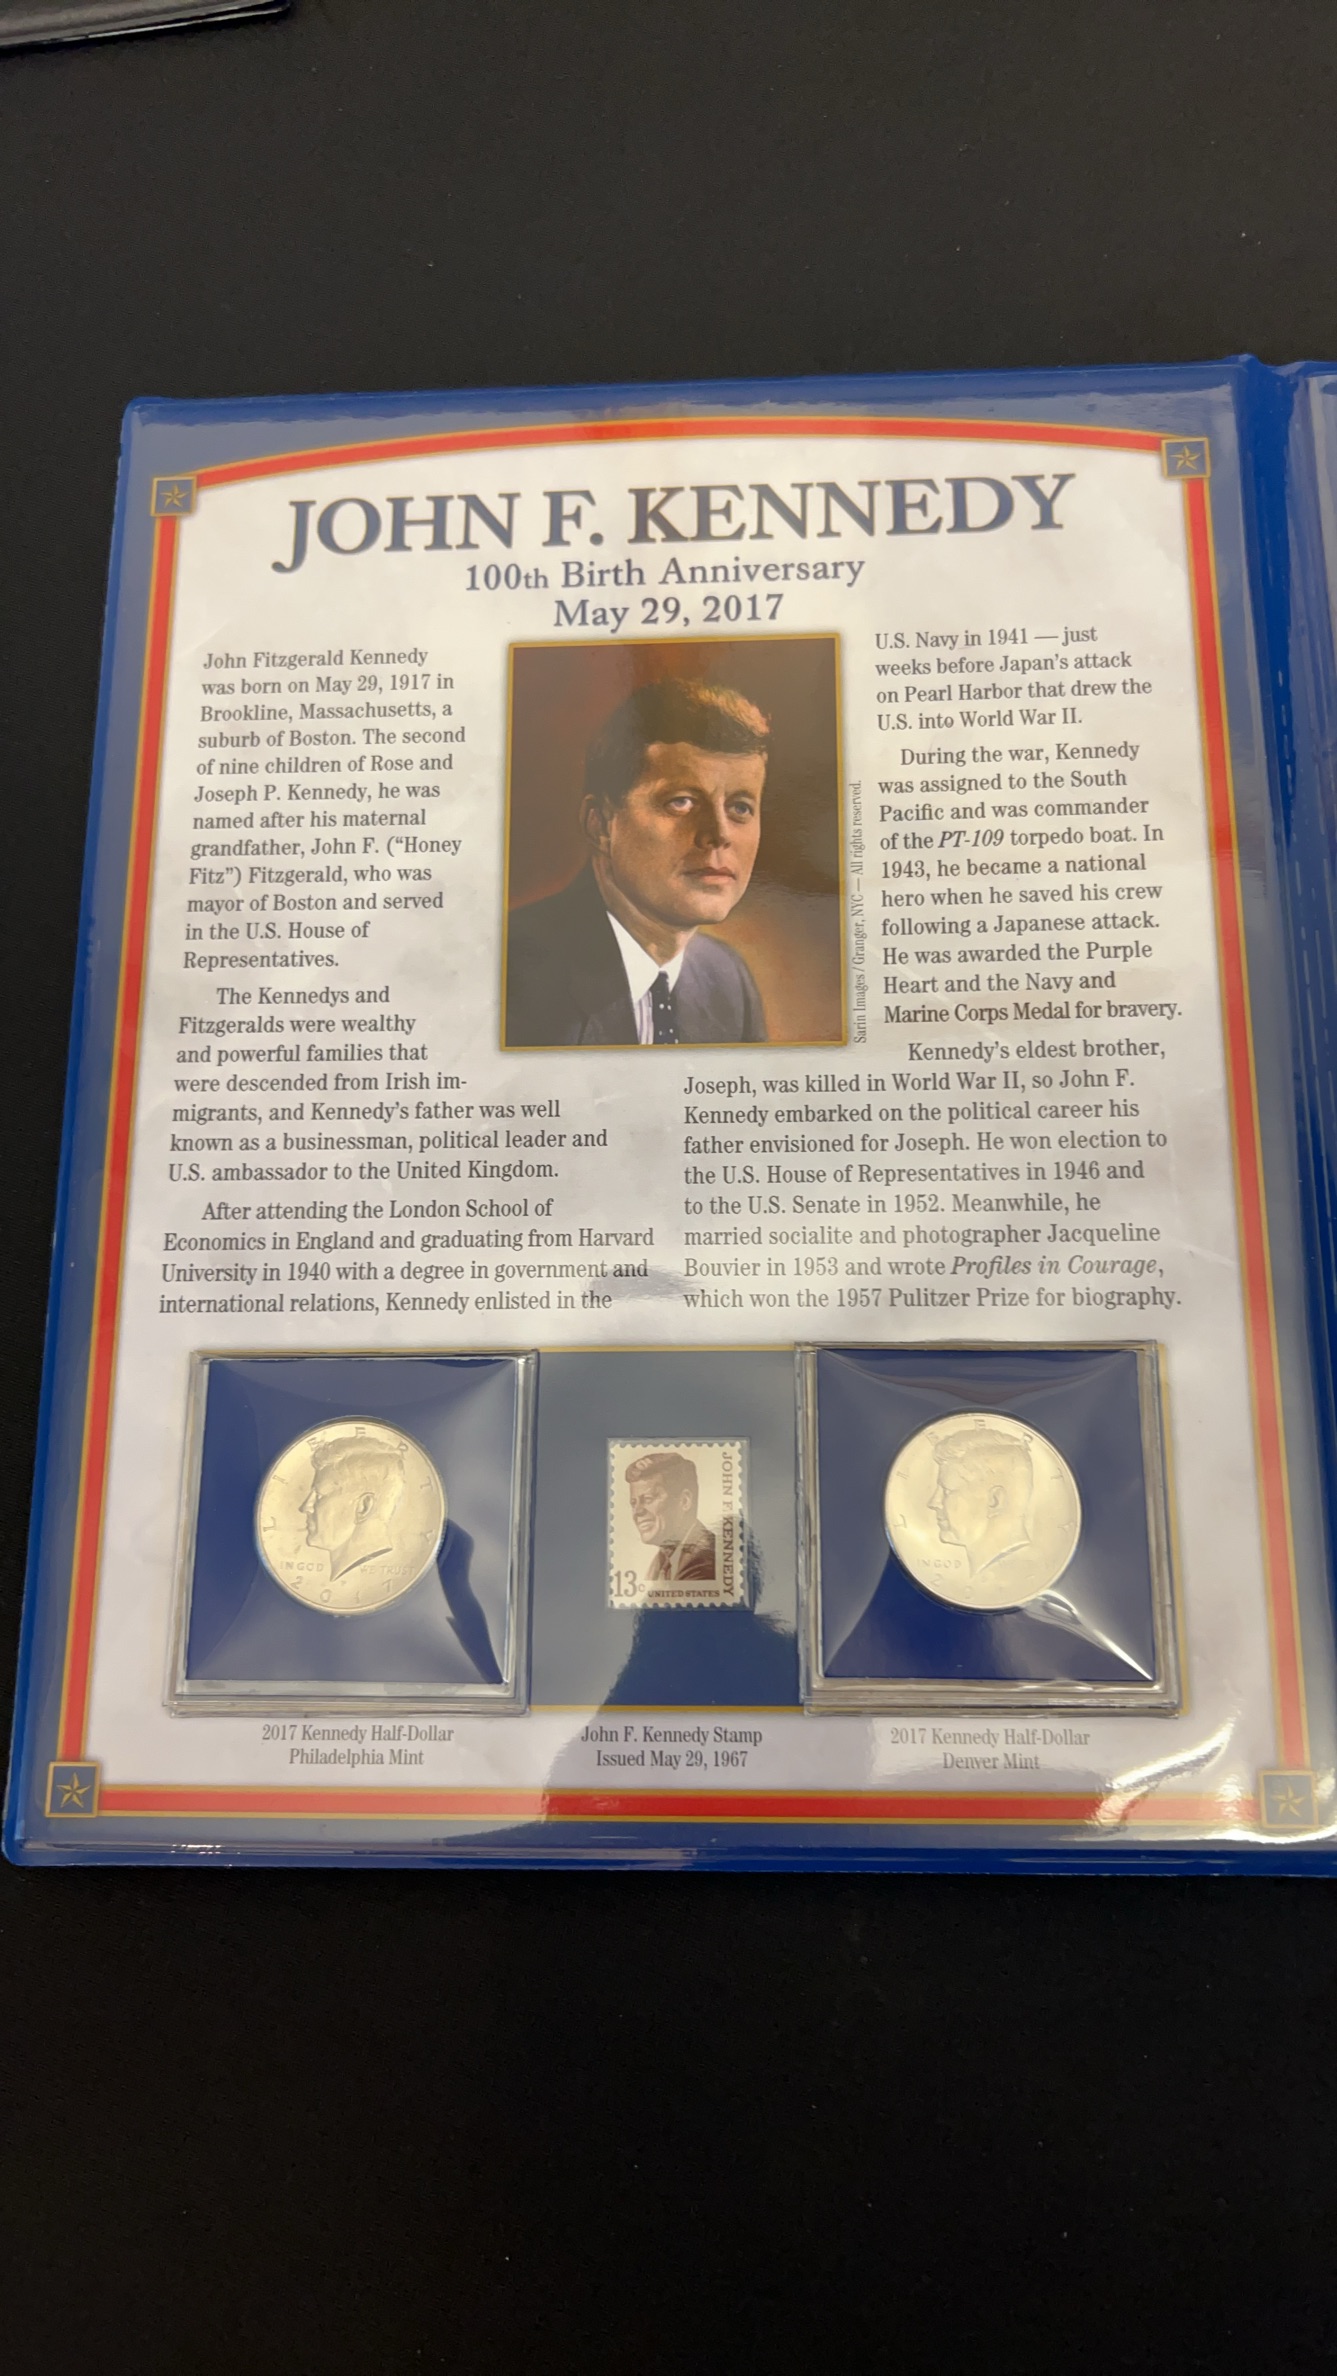 JOHN F. KENNEDY
100th Birth Anniversary
May 29, 2017
John Fitzgerald Kennedy
was born on May 29, 1917 in
Brookline, Massachusetts, a
suburb of Boston. The second
of nine children of Rose and
Joseph P. Kennedy, he was
named after his maternal
grandfather, John F. (“Honey
Fitz”) Fitzgerald, who was
mayor of Boston and served
in the U.S. House of
Representatives.
The Kennedys and
Fitzgeralds were wealthy
and powerful families that
were descended from Irish im-
migrants, and Kennedy’s father was well
known as a businessman, political leader and
U.S. ambassador to the United Kingdom.
After attending the London School of
Economics in England and graduating from Harvard
University in 1940 with a degree in government and
international relations, Kennedy enlisted in the
Sarin Images / Granger, NYC — All rights reserved.
U.S. Navy in 1941 — just
weeks before Japan’s attack
on Pearl Harbor that drew the
U.S. into World War II.
During the war, Kennedy
was assigned to the South
Pacific and was commander
of the PT-109 torpedo boat. In
1943, he became a national
hero when he saved his crew
following a Japanese attack.
He was awarded the Purple
Heart and the Navy and
Marine Corps Medal for bravery.
Kennedy’s eldest brother,
Joseph, was killed in World War II, so John F.
Kennedy embarked on the political career his
father envisioned for Joseph. He won election to
the U.S. House of Representatives in 1946 and
to the U.S. Senate in 1952. Meanwhile, he
married socialite and photographer Jacqueline
Bouvier in 1953 and wrote Profiles in Courage,
which won the 1957 Pulitzer Prize for biography.
LIBERTY
IN GOD WE TRUST
2017
JOHN F. KENNEDY
13c UNITED STATES
LIBERTY
IN GOD
2017 Kennedy Half-Dollar
Philadelphia Mint
John F. Kennedy Stamp
Issued May 29, 1967
2017 Kennedy Half-Dollar
Denver Mint